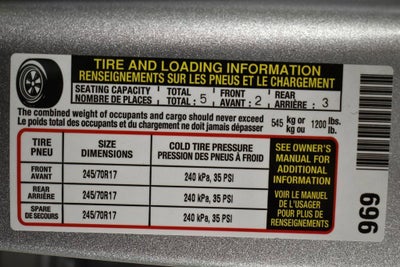 TIRE AND LOADING INFORMATION
RENSEIGNEMENTS SUR LES PNEUS ET LE CHARGEMENT
SEATING CAPACITY TOTAL FRONT REAR
NOMBRE DE PLACES TOTAL : 5 AVANT : 2 ARRIÈRE : 3
The combined weight of occupants and cargo should never exceed 545 kg or 1200 lbs.
Le poids total des occupants et du chargement ne doit jamais dépasser kg ou lb.
TIRE SIZE COLD TIRE PRESSURE
PNEU DIMENSIONS PRESSION DES PNEUS À FROID
FRONT
AVANT 245/70R17 240 kPa, 35 PSI
REAR
ARRIÈRE 245/70R17 240 kPa, 35 PSI
SPARE
DE SECOURS 245/70R17 240 kPa, 35 PSI
SEE OWNER'S
MANUAL FOR
ADDITIONAL
INFORMATION
VOIR LE MANUEL
DE L'USAGER
POUR PLUS DE
RENSEIGNEMENTS
969